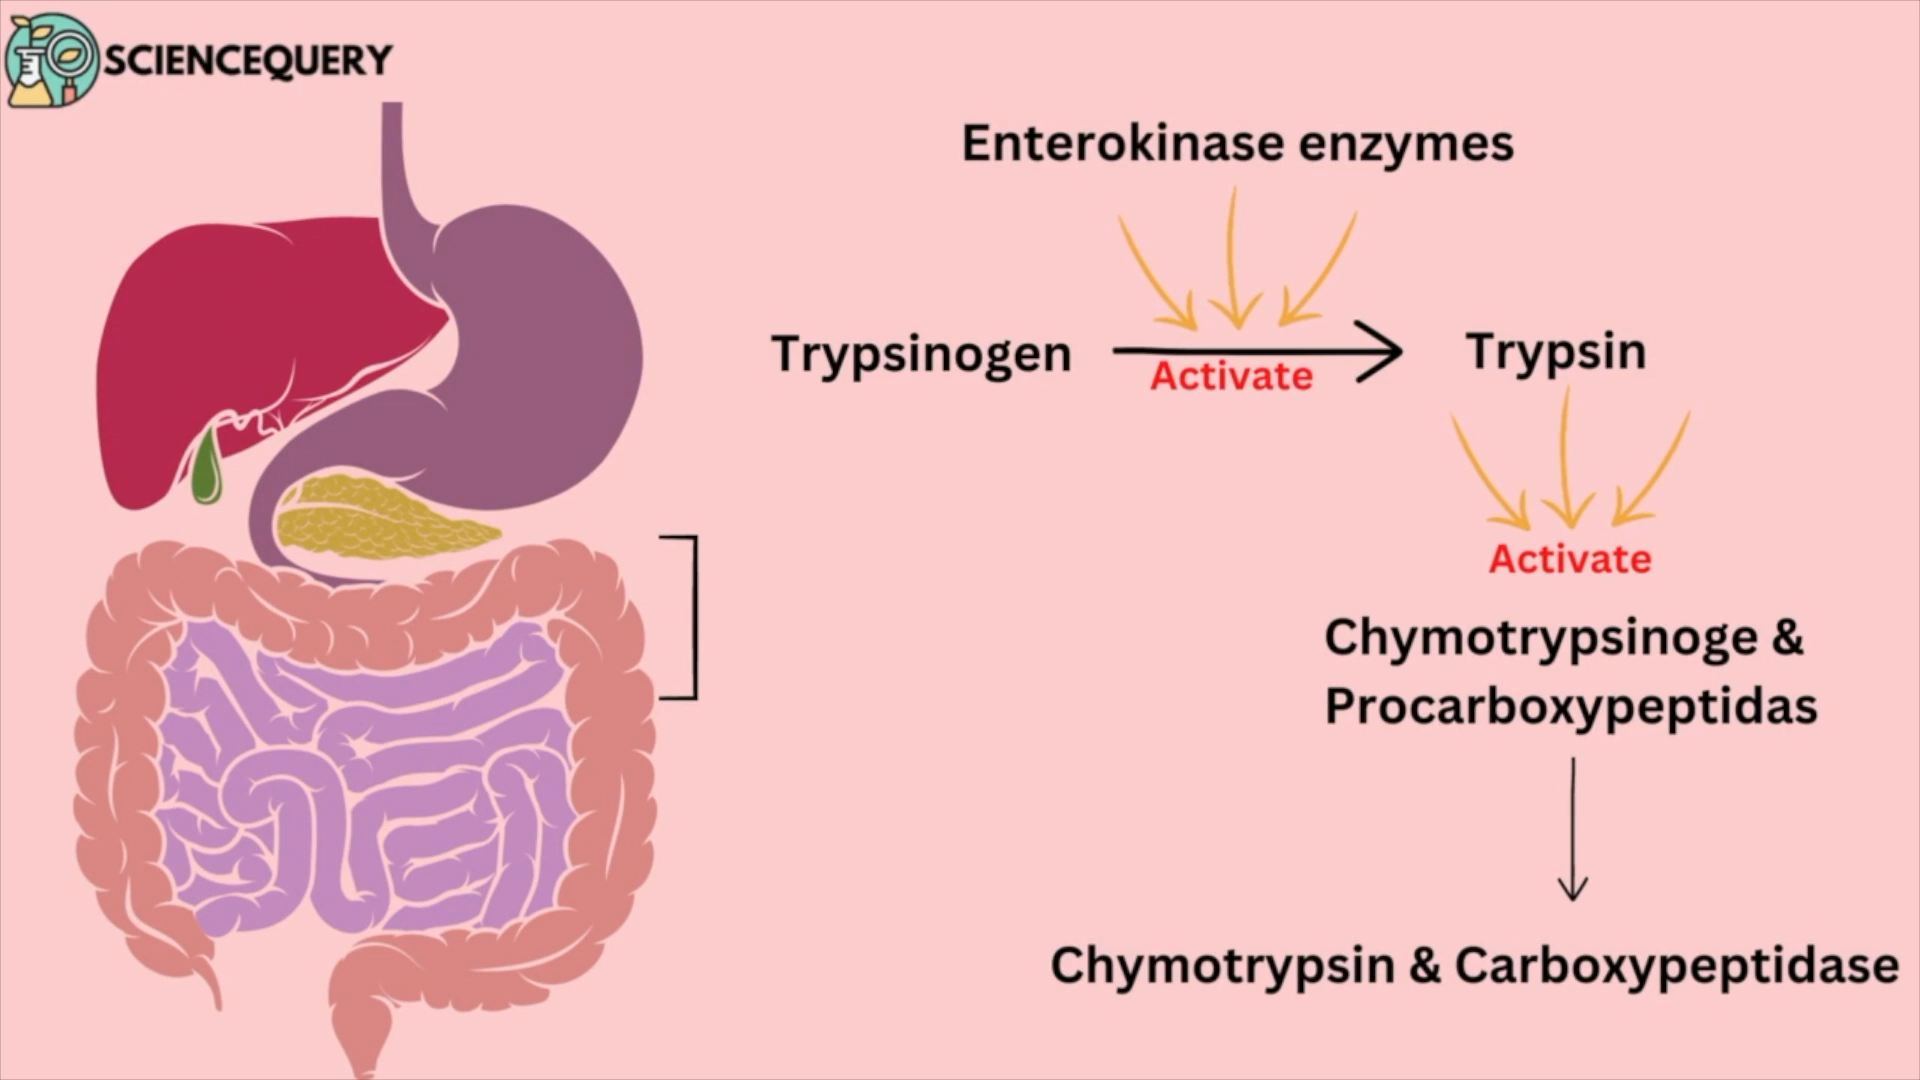 SCIENCEQUERY
Enterokinase enzymes
Trypsinogen
Activate
Trypsin
Activate
Chymotrypsinoge &
Procarboxypeptidas
Chymotrypsin & Carboxypeptidase